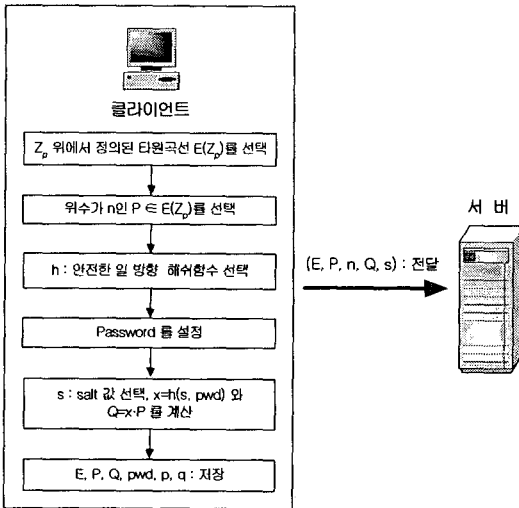 클라이언트
Zp 위에서 정의된 타원곡선 E(Zp)를 선택
위수가 n인 P ∈ E(Zp)를 선택
h : 안전한 일 방향 해쉬함수 선택
Password 를 설정
s : salt 값 선택, x=h(s, pwd) 와
Q=x·P 를 계산
E, P, Q, pwd, p, q : 저장
(E, P, n, Q, s) : 전달
서 버